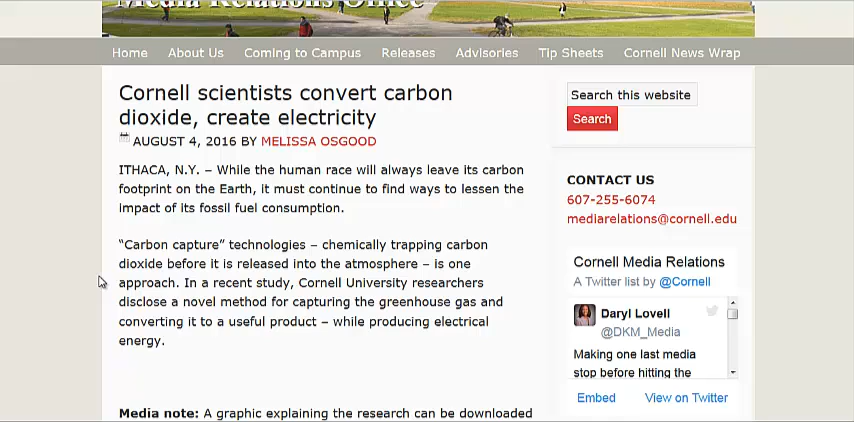 Media Relations Office
Home About Us Coming to Campus Releases Advisories Tip Sheets Cornell News Wrap
Cornell scientists convert carbon
dioxide, create electricity
AUGUST 4, 2016 BY MELISSA OSGOOD
ITHACA, N.Y. – While the human race will always leave its carbon
footprint on the Earth, it must continue to find ways to lessen the
impact of its fossil fuel consumption.
“Carbon capture” technologies – chemically trapping carbon
dioxide before it is released into the atmosphere – is one
approach. In a recent study, Cornell University researchers
disclose a novel method for capturing the greenhouse gas and
converting it to a useful product – while producing electrical
energy.
Media note: A graphic explaining the research can be downloaded
Search this website
Search
CONTACT US
607-255-6074
mediarelations@cornell.edu
Cornell Media Relations
A Twitter list by @Cornell
Daryl Lovell
@DKM_Media
Making one last media
stop before hitting the
Embed View on Twitter